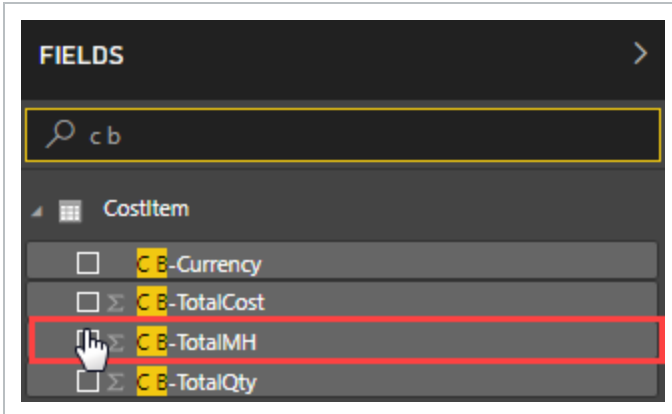 FIELDS
c b
CostItem
C B-Currency
C B-TotalCost
C B-TotalMH
C B-TotalQty